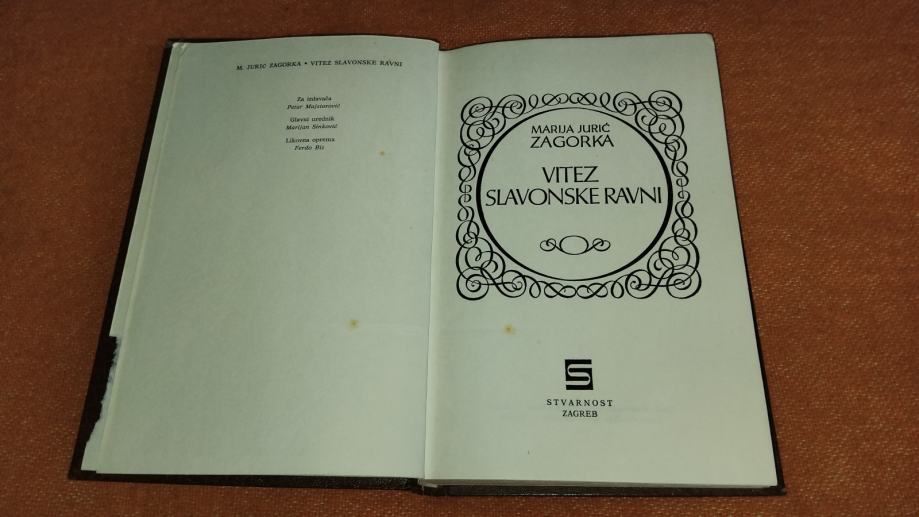 M. JURIĆ ZAGORKA • VITEZ SLAVONSKE RAVNI
Za izdavača
Petar Majstorović
Glavni urednik
Marijan Sinković
Likovna oprema
Ferdo Bis
MARIJA JURIĆ
ZAGORKA
VITEZ
SLAVONSKE RAVNI
STVARNOST
ZAGREB